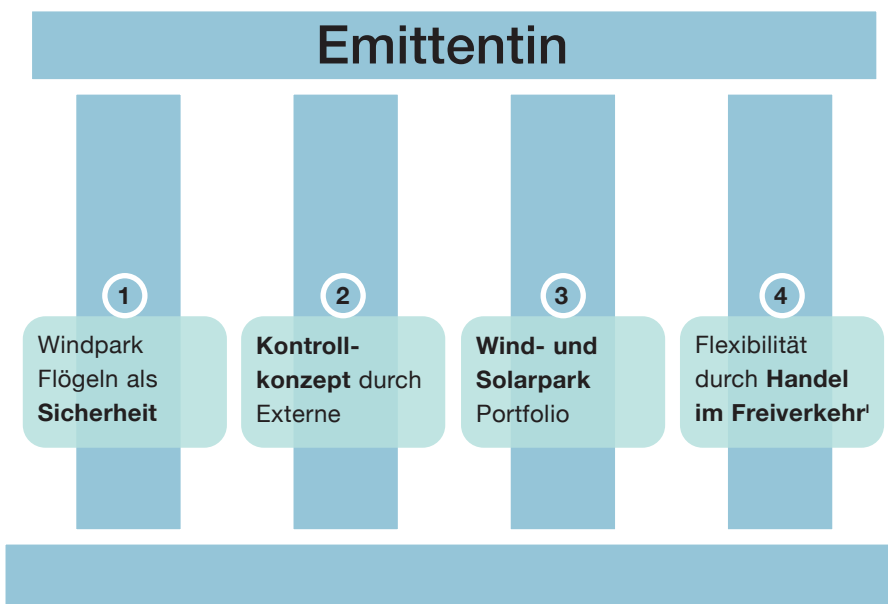 Emittentin
1
Windpark
Flögeln als
Sicherheit
2
Kontroll-
konzept durch
Externe
3
Wind- und
Solarpark
Portfolio
4
Flexibilität
durch Handel
im Freiverkehrᴵ